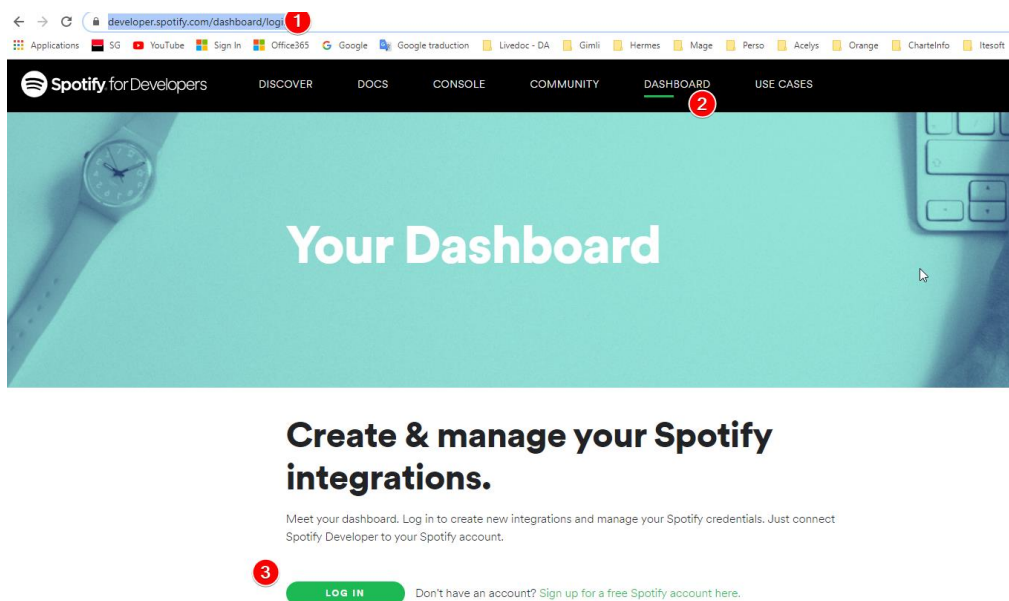 developer.spotify.com/dashboard/logi 1
Applications SG YouTube Sign In Office365 Google Google traduction Livedoc - DA Gimli Hermes Mage Perso Acelys Orange CharteInfo Itesoft
Spotify for Developers DISCOVER DOCS CONSOLE COMMUNITY DASHBOARD USE CASES
2
Your Dashboard
Create & manage your Spotify
integrations.
Meet your dashboard. Log in to create new integrations and manage your Spotify credentials. Just connect
Spotify Developer to your Spotify account.
3
LOG IN Don't have an account? Sign up for a free Spotify account here.